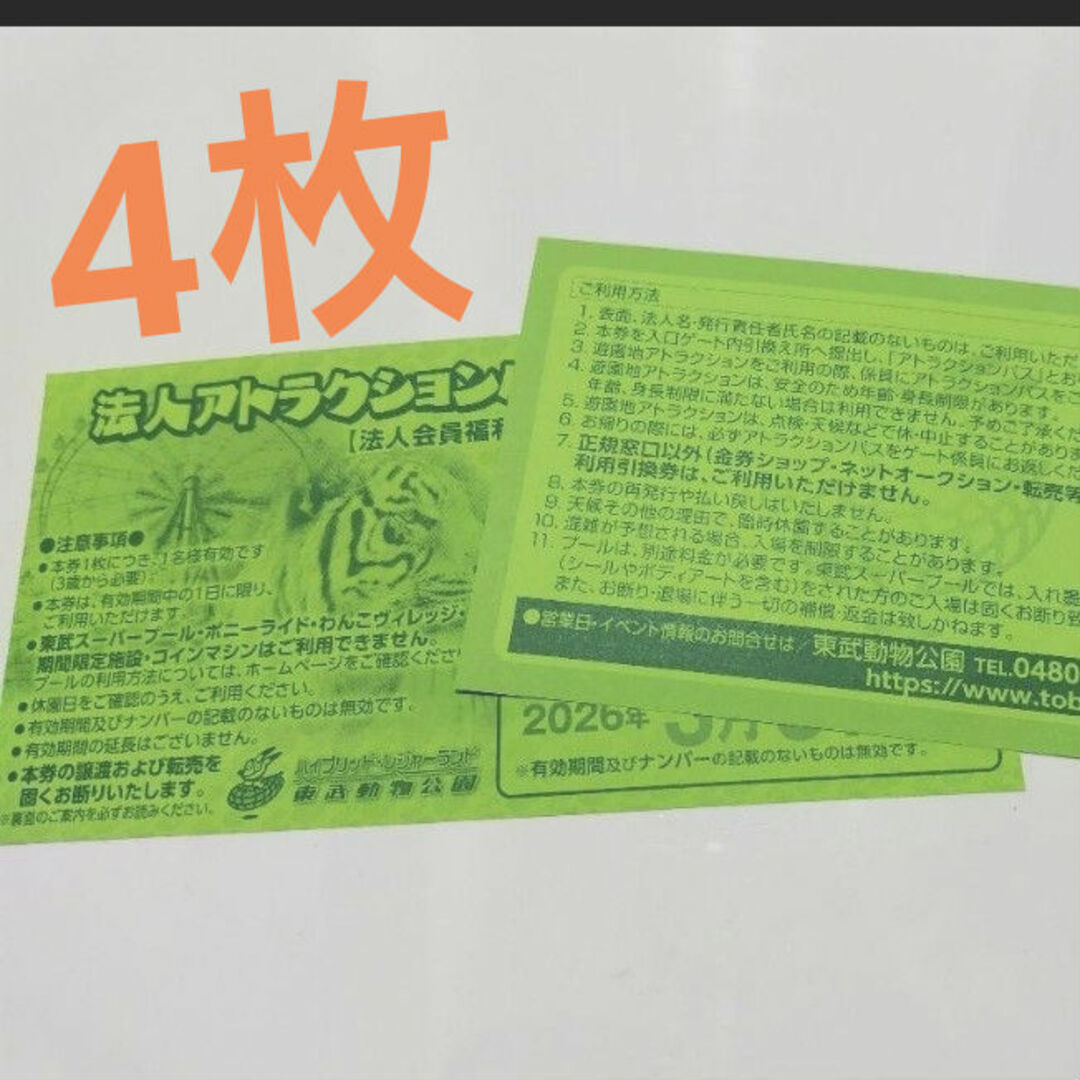 4枚
法人アトラクション
【法人会員福利
●注意事項●
●本券1枚につき、1名様有効です
(3歳から必要)。
●本券は、有効期間中の1日に限り、
ご利用いただけます。
●東武スーパープール・ポニーライド・わんこヴィレッジ・
期間限定施設・コインマシンはご利用できません。
プールの利用方法については、ホームページをご確認くださ
●休園日をご確認のうえ、ご利用ください。
●有効期間及びナンバーの記載のないものは無効です。
●有効期間の延長はございません。
●本券の譲渡および転売を
固くお断りいたします。
※裏面のご案内を必ずお読みください。
ハイブリッド・レジャーランド
東武動物公園
2026年
※有効期間及びナンバーの記載のないものは無効です。
ご利用方法
1. 表面、法人名・発行責任者氏名の記載のないものは、ご利用いただ
2. 本券を入口ゲート内引換え所へ提出し、「アトラクションパス」とお
3. 遊園地アトラクションをご利用の際、係員にアトラクションパスをご
4. 遊園地アトラクションは、安全のため年齢・身長制限があります。
年齢、身長制限に満たない場合は利用できません。予めご了承くだ
5. 遊園地アトラクションは、点検・天候などで休・中止することがありま
6. お帰りの際には、必ずアトラクションパスをゲート係員にお返しくだ
7. 正規窓口以外(金券ショップ・ネットオークション・転売等
利用引換券は、ご利用いただけません。
8. 本券の再発行や払い戻しはいたしません。
9. 天候その他の理由で、臨時休園することがあります。
10. 混雑が予想される場合、入場を制限することがあります。
11. プールは、別途料金が必要です。東武スーパープールでは、入れ墨
(シールやボディアートを含む)をされた方のご入場は固くお断り致
また、お断り・退場に伴う一切の補償・返金は致しかねます。
●営業日・イベント情報のお問合せは/東武動物公園 TEL.0480
https://www.tob